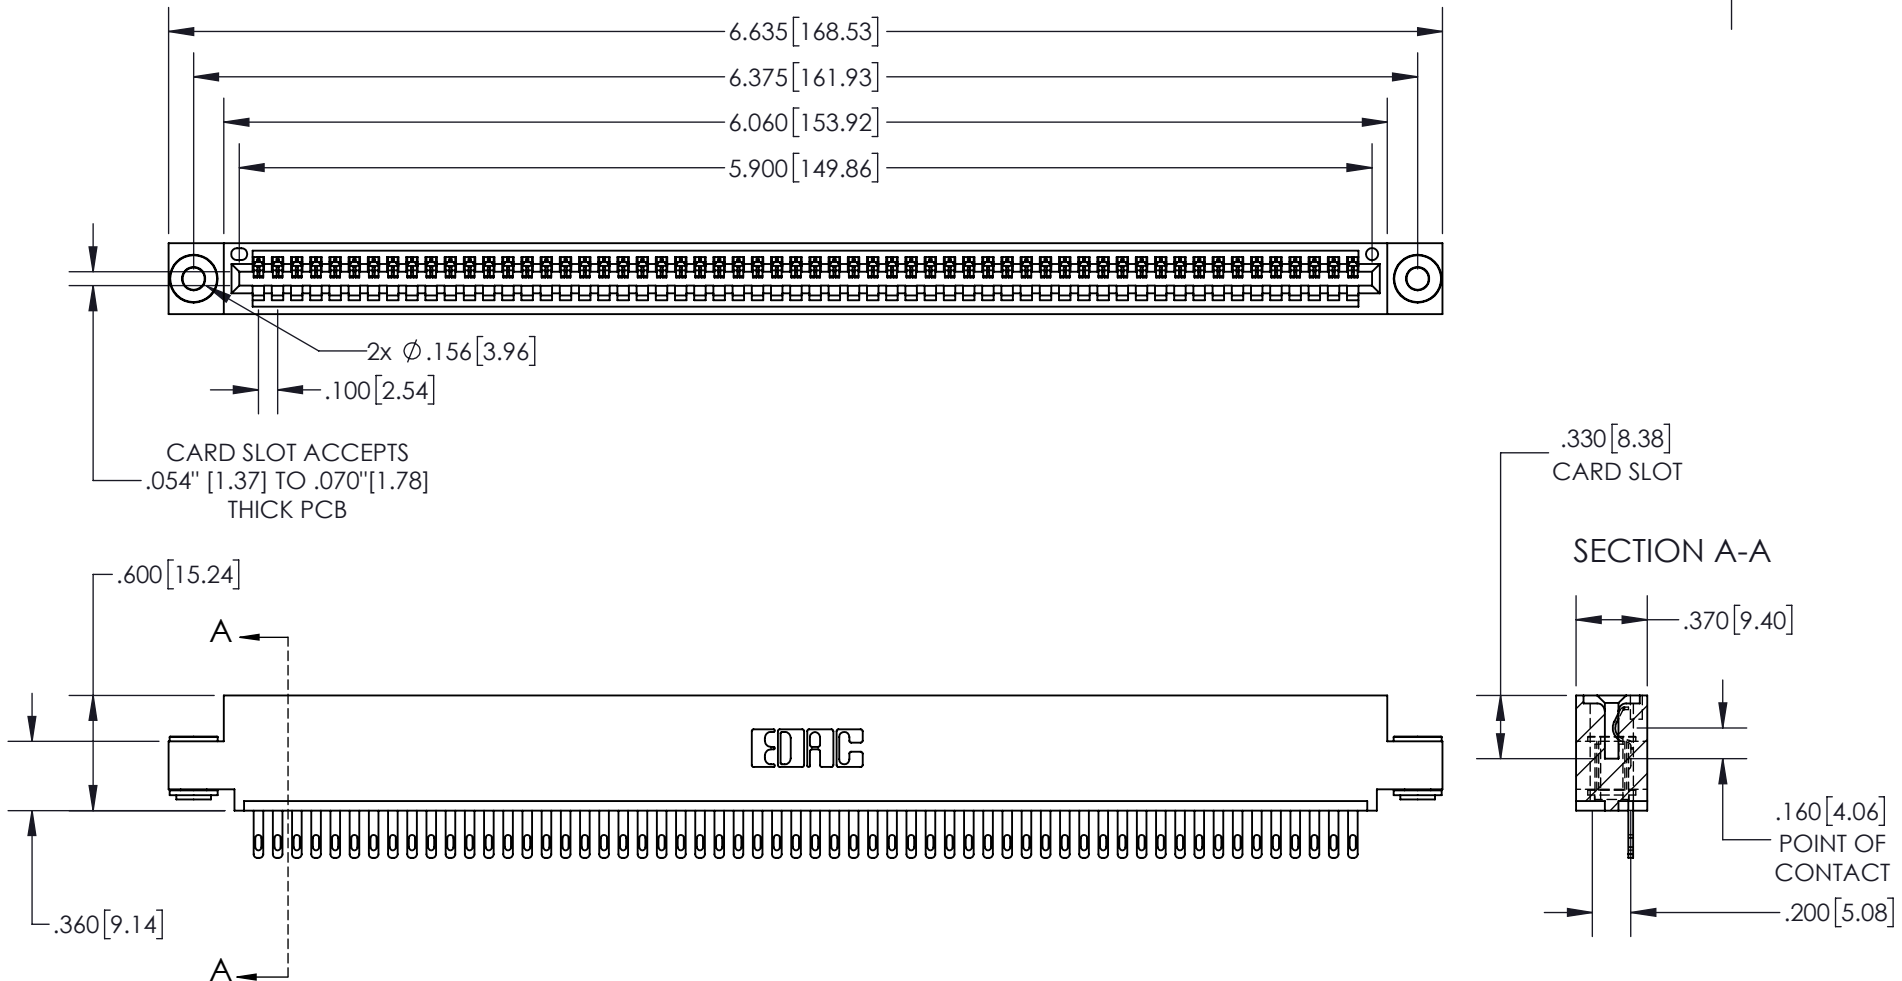 6.635[168.53]
6.375[161.93]
6.060[153.92]
5.900[149.86]
2x Ø.156[3.96]
.100[2.54]
CARD SLOT ACCEPTS
.054" [1.37] TO .070"[1.78]
THICK PCB
.330[8.38]
CARD SLOT
SECTION A-A
.600[15.24]
.370[9.40]
A
EDAC
.160[4.06]
POINT OF
CONTACT
.200[5.08]
.360[9.14]
A